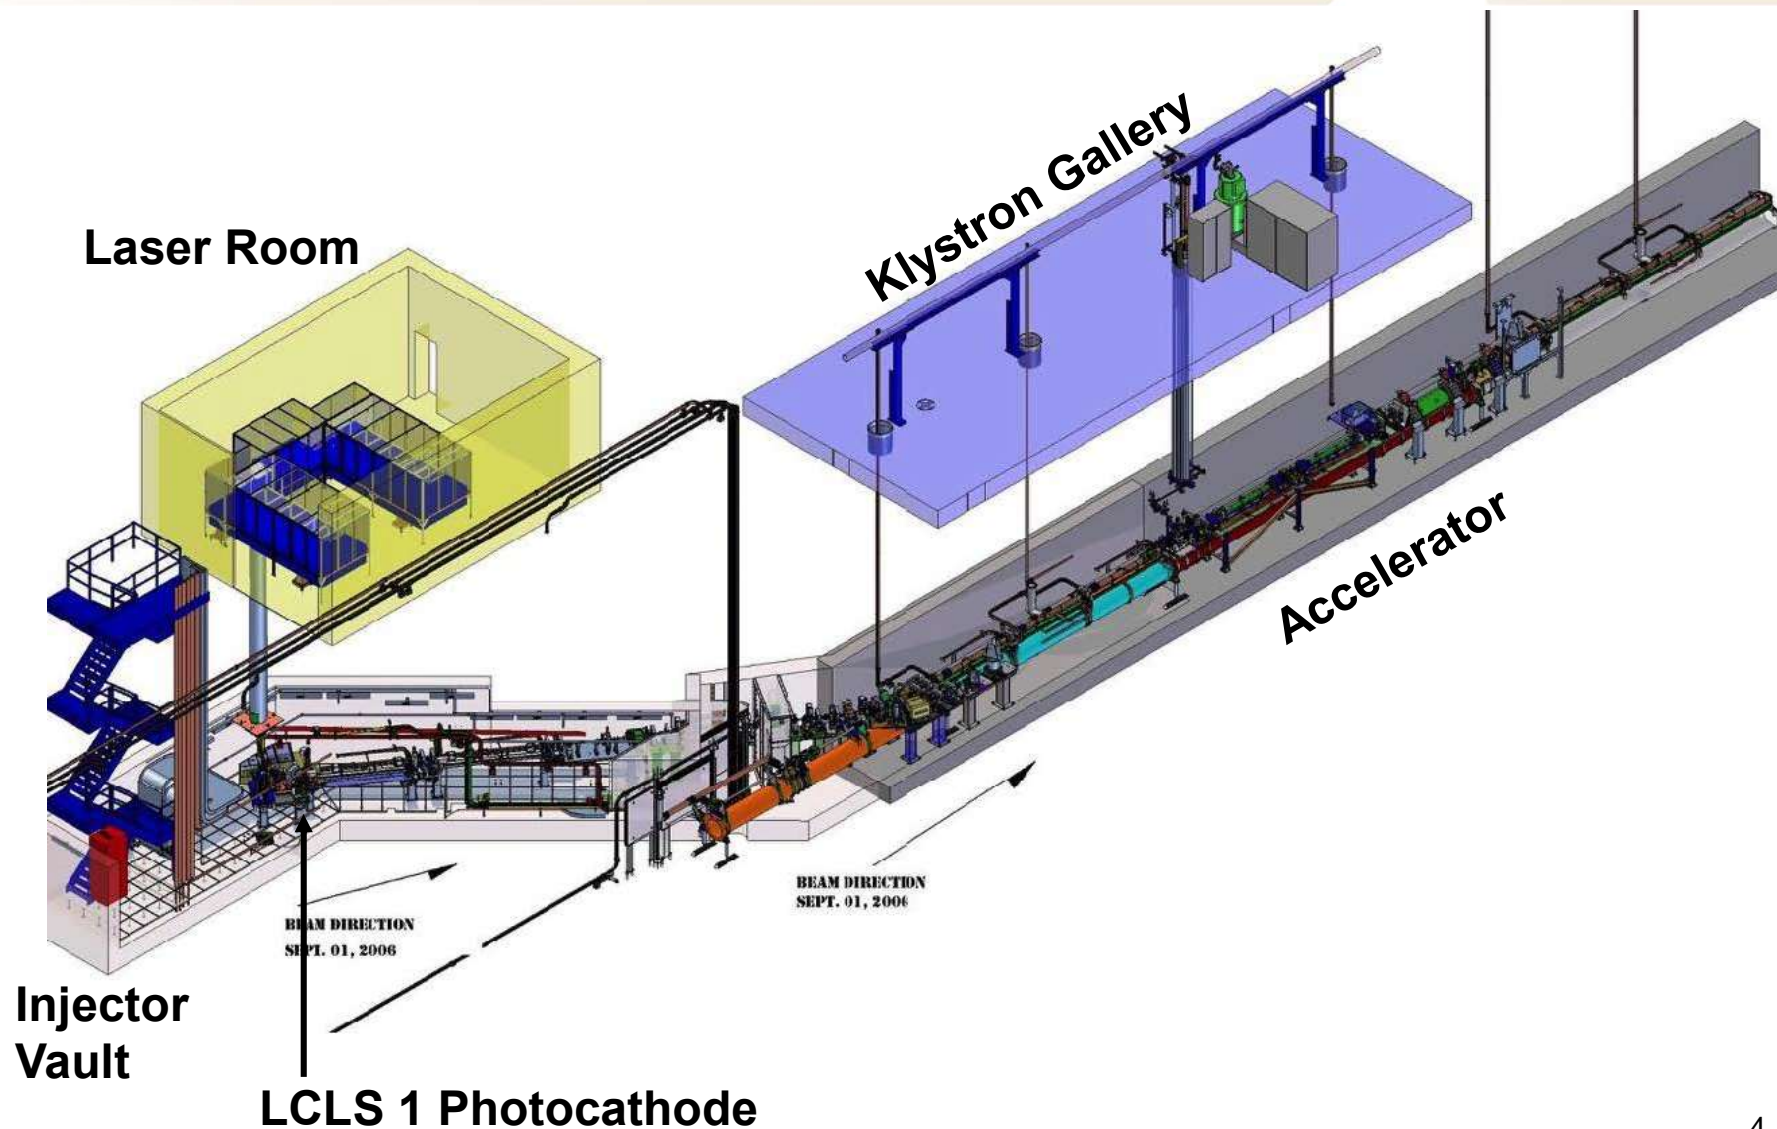 Laser Room
Klystron Gallery
Accelerator
BEAM DIRECTION
SEPT. 01, 2006
BEAM DIRECTION
SEPT. 01, 2006
Injector
Vault
LCLS 1 Photocathode
4